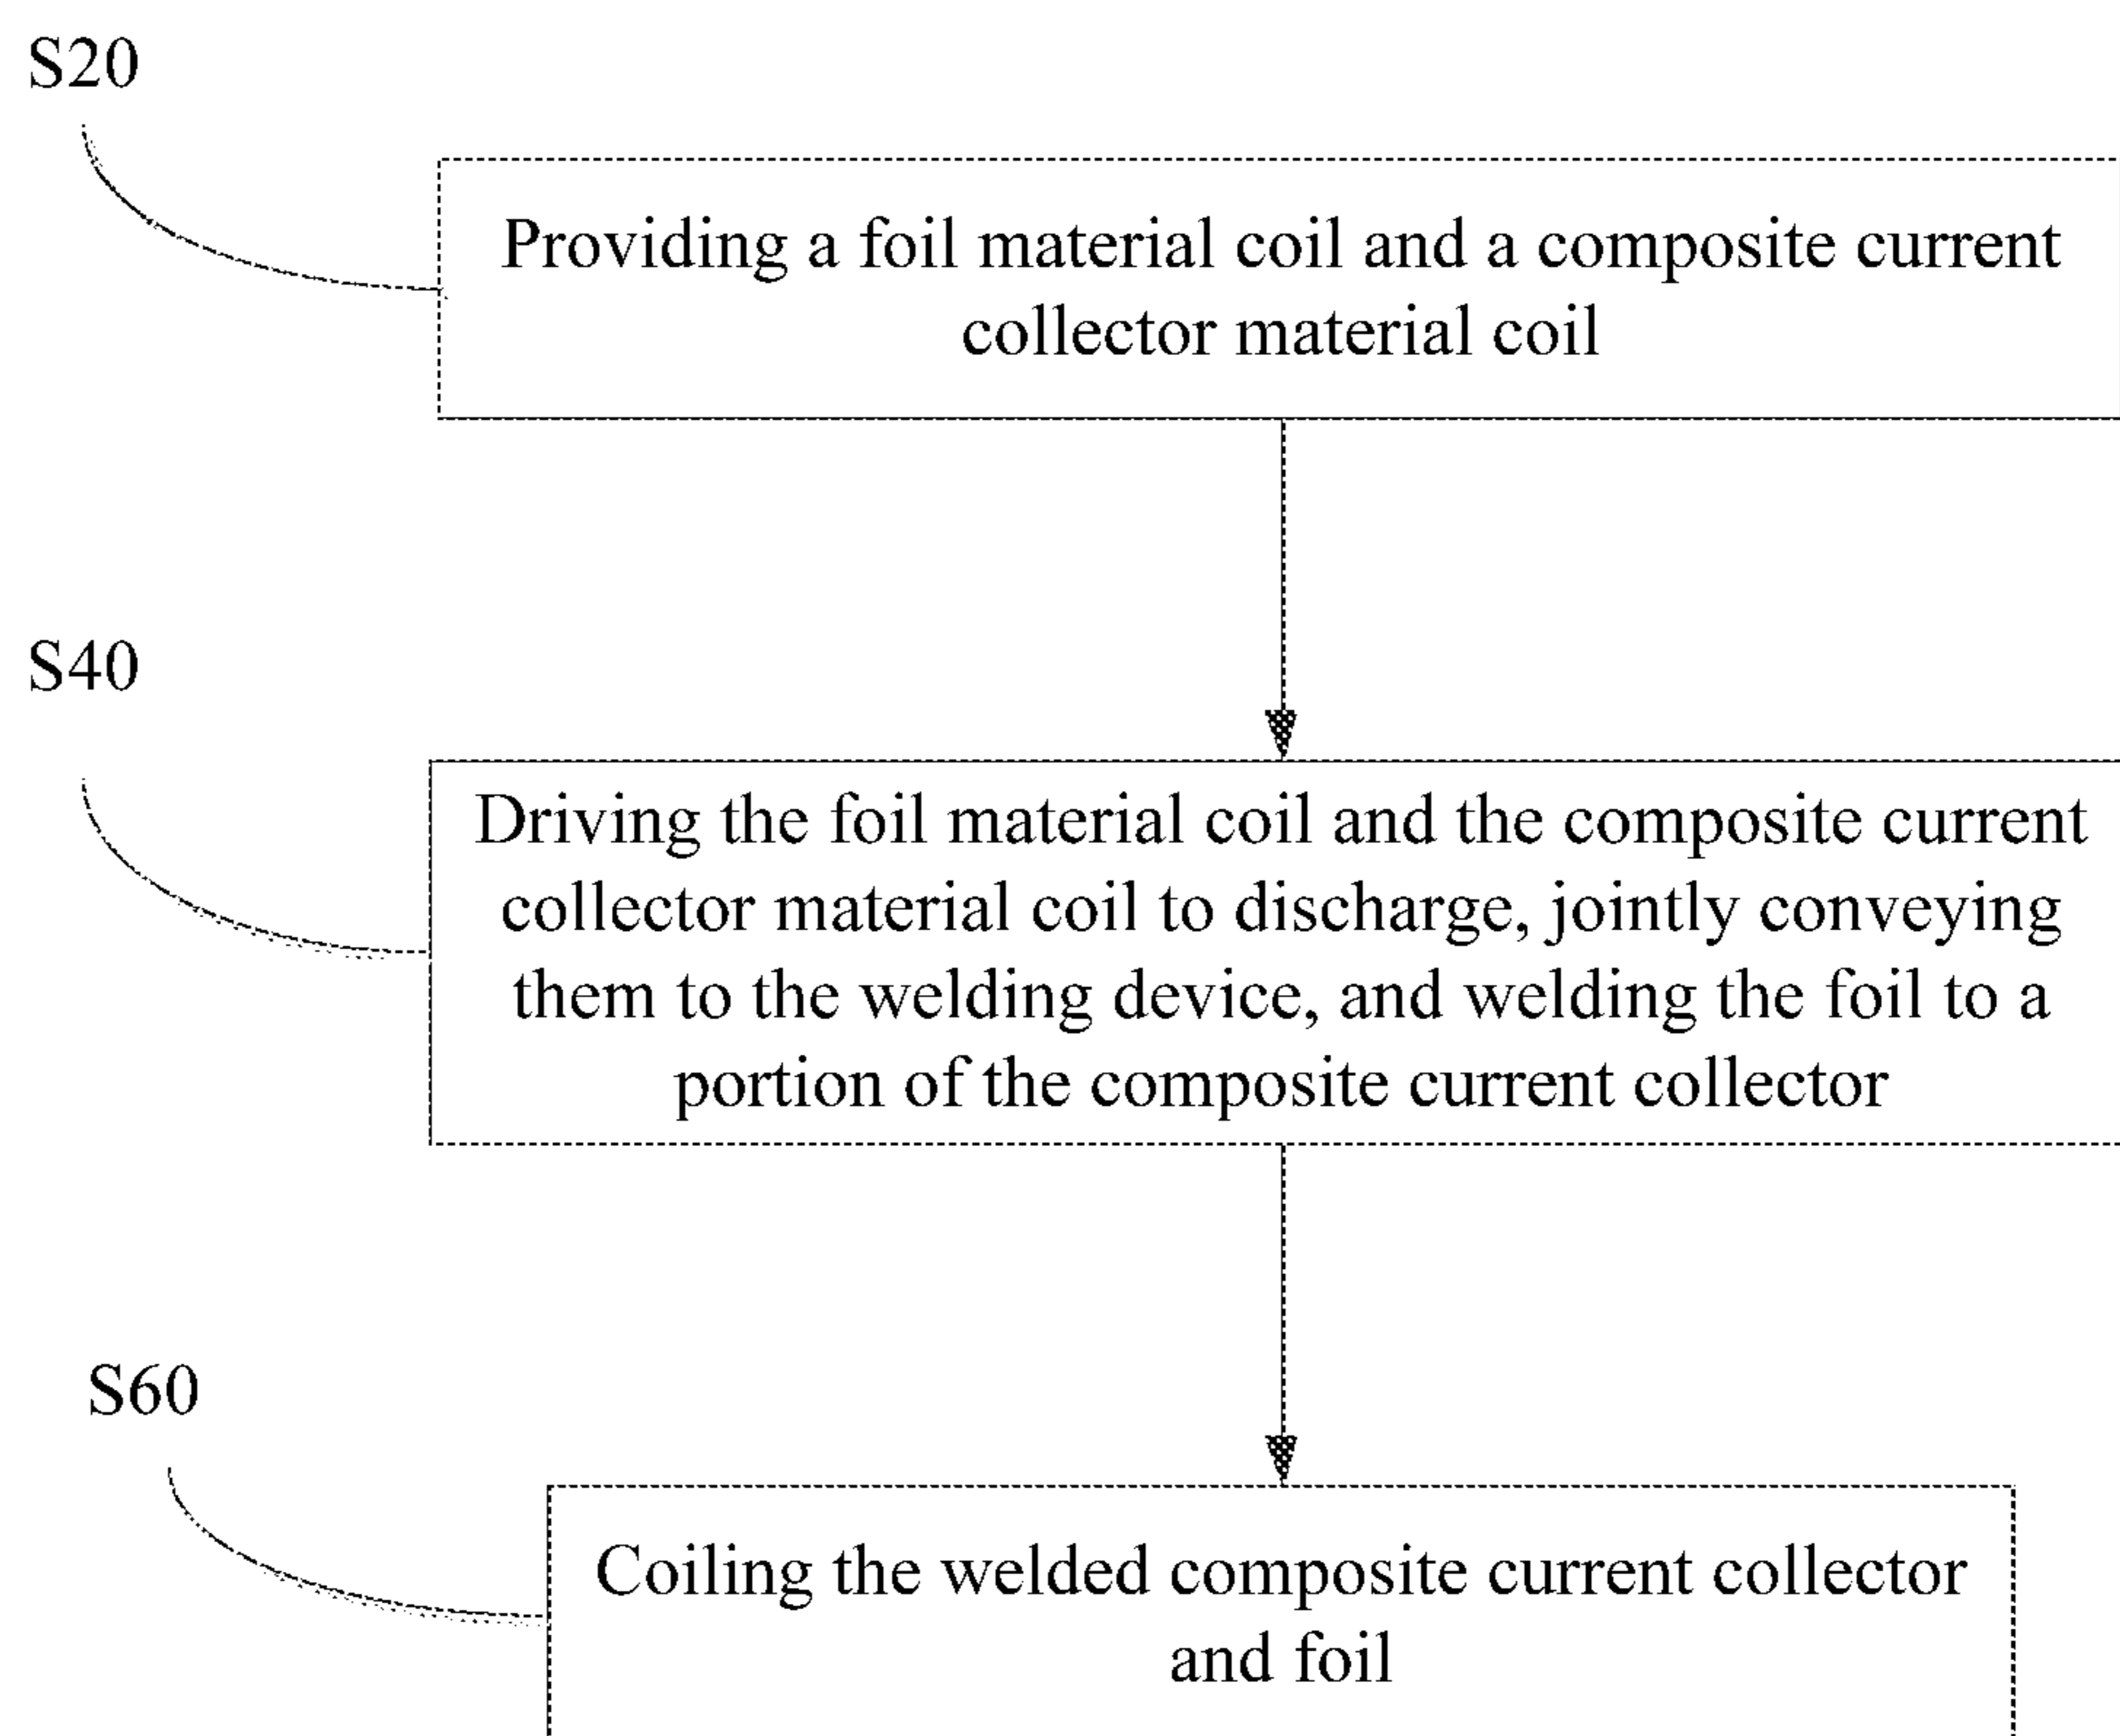 S20
Providing a foil material coil and a composite current
collector material coil
S40
Driving the foil material coil and the composite current
collector material coil to discharge, jointly conveying
them to the welding device, and welding the foil to a
portion of the composite current collector
S60
Coiling the welded composite current collector
and foil